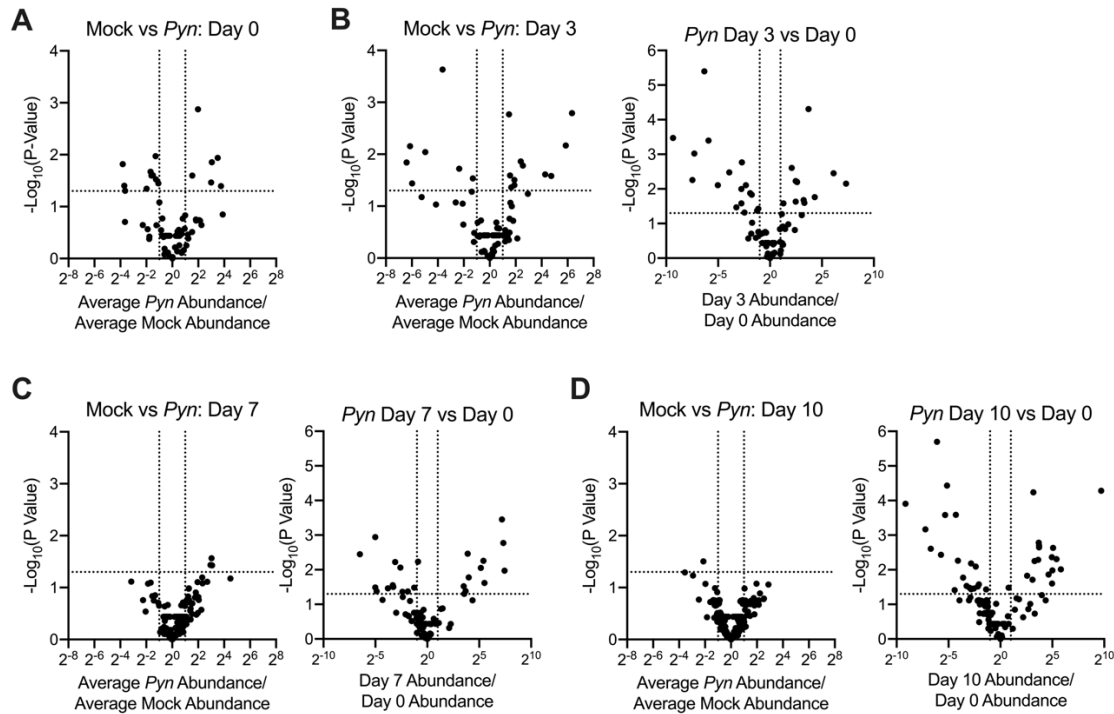 A
Mock vs Pyn: Day 0
-Log10(P-Value)
4
3
2
1
0
2-8 2-6 2-4 2-2 20 22 24 26 28
Average Pyn Abundance/
Average Mock Abundance
B
Mock vs Pyn: Day 3
-Log10(P Value)
4
3
2
1
0
2-8 2-6 2-4 2-2 20 22 24 26 28
Average Pyn Abundance/
Average Mock Abundance
Pyn Day 3 vs Day 0
-Log10(P Value)
6
5
4
3
2
1
0
2-10 2-5 20 25 210
Day 3 Abundance/
Day 0 Abundance
C
Mock vs Pyn: Day 7
-Log10(P Value)
4
3
2
1
0
2-8 2-6 2-4 2-2 20 22 24 26 28
Average Pyn Abundance/
Average Mock Abundance
Pyn Day 7 vs Day 0
-Log10(P Value)
6
5
4
3
2
1
0
2-10 2-5 20 25 210
Day 7 Abundance/
Day 0 Abundance
D
Mock vs Pyn: Day 10
-Log10(P Value)
4
3
2
1
0
2-8 2-6 2-4 2-2 20 22 24 26 28
Average Pyn Abundance/
Average Mock Abundance
Pyn Day 10 vs Day 0
-Log10(P Value)
6
5
4
3
2
1
0
2-10 2-5 20 25 210
Day 10 Abundance/
Day 0 Abundance